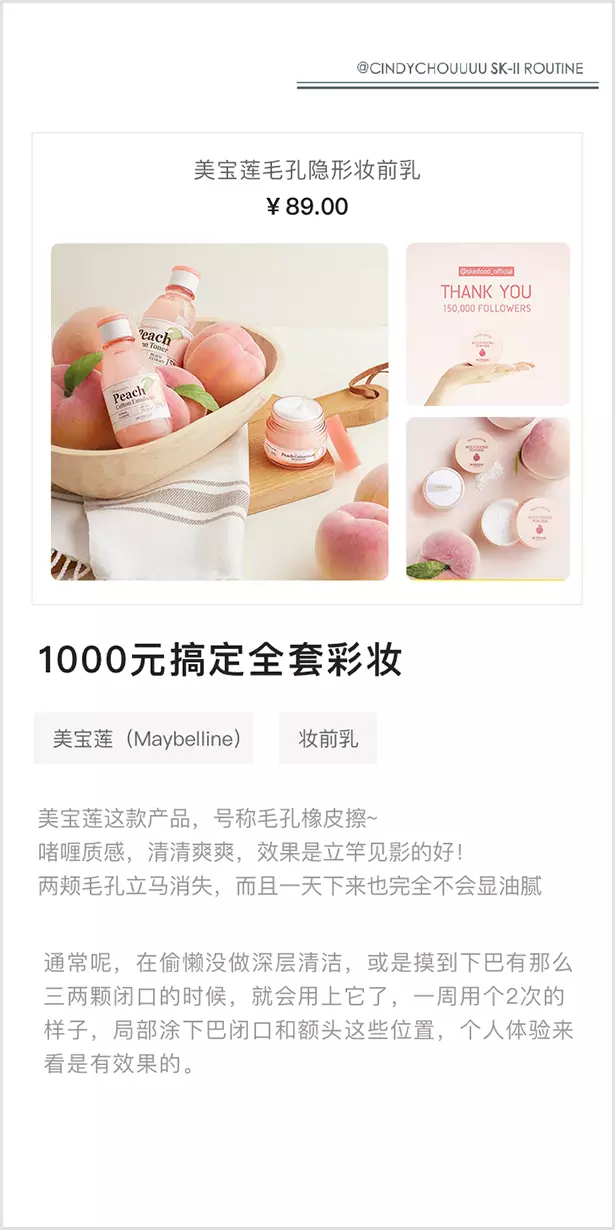 @CINDYCHOUUUU SK-II ROUTINE
美宝莲毛孔隐形妆前乳
¥ 89.00
Peach
Toner
Peach
Cotton Emulsion
@skinfood_official
THANK YOU
150,000 FOLLOWERS
1000元搞定全套彩妆
美宝莲（Maybelline） 妆前乳
美宝莲这款产品，号称毛孔橡皮擦~
啫喱质感，清清爽爽，效果是立竿见影的好！
两颊毛孔立马消失，而且一天下来也完全不会显油腻
通常呢，在偷懒没做深层清洁，或是摸到下巴有那么
三两颗闭口的时候，就会用上它了，一周用个2次的
样子，局部涂下巴闭口和额头这些位置，个人体验来
看是有效果的。